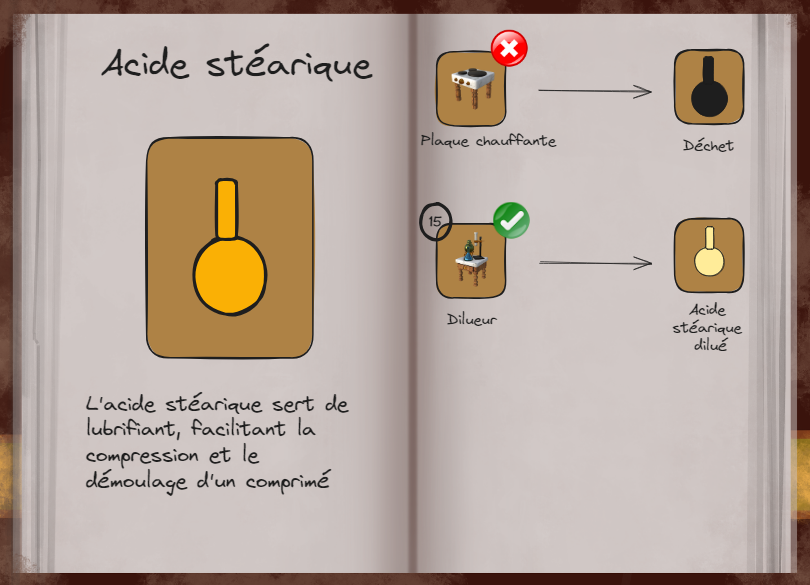 Acide stéarique
L'acide stéarique sert de
lubrifiant, facilitant la
compression et le
démoulage d'un comprimé
Plaque chauffante
Déchet
15
Dilueur
Acide
stéarique
dilué